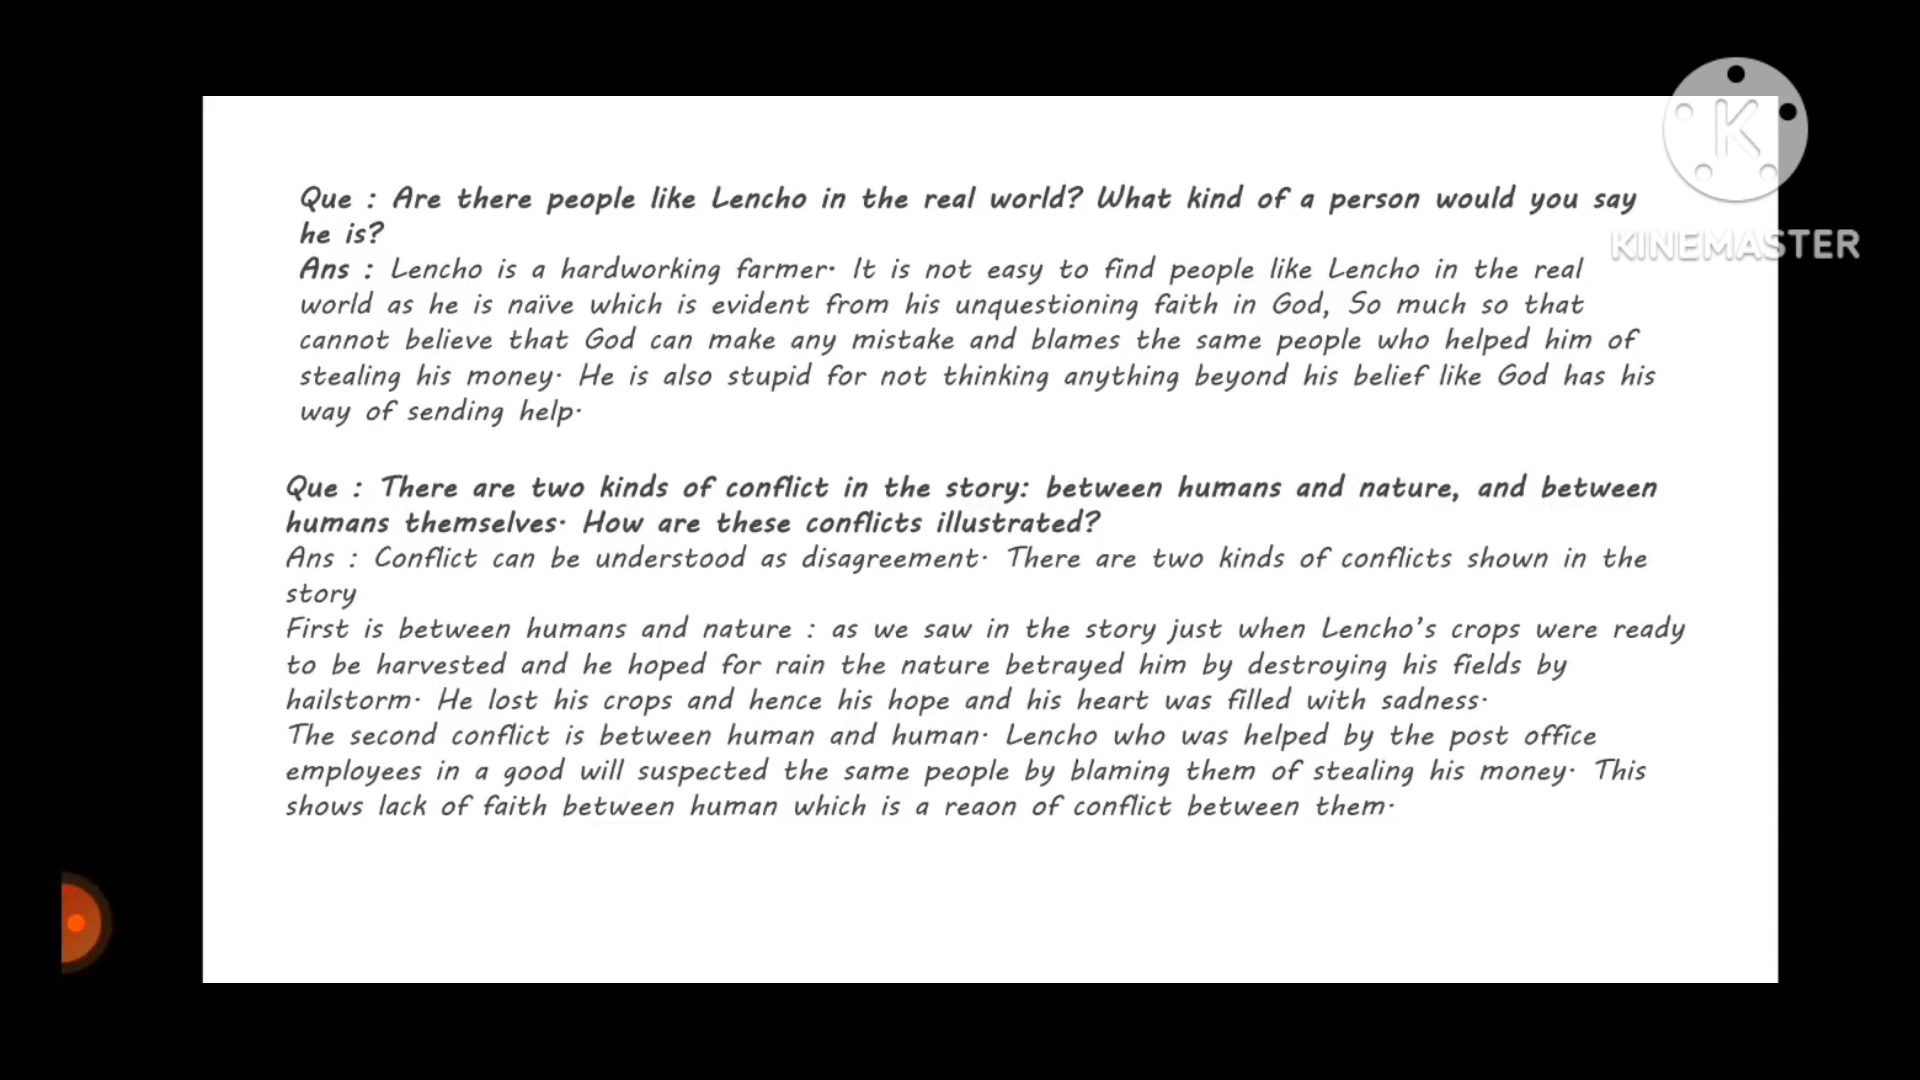 Que : Are there people like Lencho in the real world? What kind of a person would you say
he is?
Ans : Lencho is a hardworking farmer. It is not easy to find people like Lencho in the real
world as he is naïve which is evident from his unquestioning faith in God, So much so that
cannot believe that God can make any mistake and blames the same people who helped him of
stealing his money. He is also stupid for not thinking anything beyond his belief like God has his
way of sending help.
Que : There are two kinds of conflict in the story: between humans and nature, and between
humans themselves. How are these conflicts illustrated?
Ans : Conflict can be understood as disagreement. There are two kinds of conflicts shown in the
story
First is between humans and nature : as we saw in the story just when Lencho's crops were ready
to be harvested and he hoped for rain the nature betrayed him by destroying his fields by
hailstorm. He lost his crops and hence his hope and his heart was filled with sadness.
The second conflict is between human and human. Lencho who was helped by the post office
employees in a good will suspected the same people by blaming them of stealing his money. This
shows lack of faith between human which is a reaon of conflict between them.
K
KINEMASTER